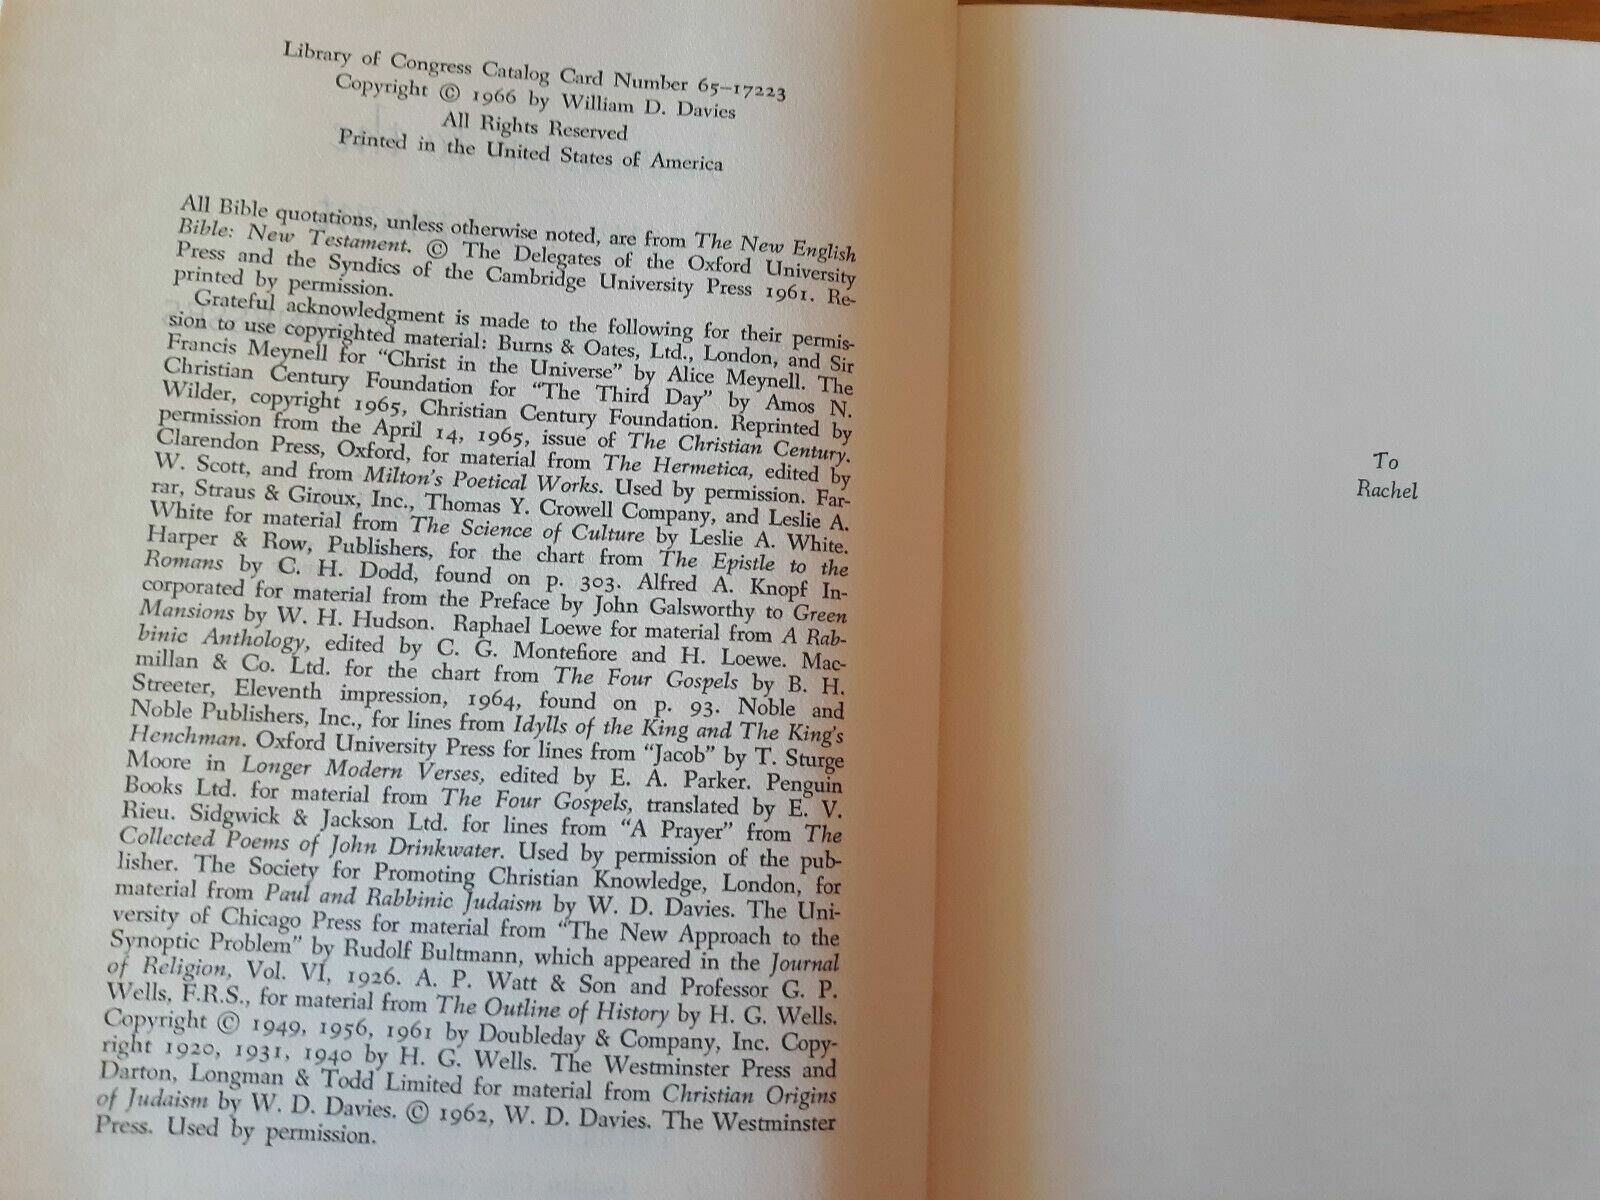 Library of Congress Catalog Card Number 65–17223
Copyright © 1966 by William D. Davies
All Rights Reserved
Printed in the United States of America
All Bible quotations, unless otherwise noted, are from The New English
Bible: New Testament. © The Delegates of the Oxford University
Press and the Syndics of the Cambridge University Press 1961. Re-
printed by permission.
Grateful acknowledgment is made to the following for their permis-
sion to use copyrighted material: Burns & Oates, Ltd., London, and Sir
Francis Meynell for “Christ in the Universe” by Alice Meynell. The
Christian Century Foundation for “The Third Day” by Amos N.
Wilder, copyright 1965, Christian Century Foundation. Reprinted by
permission from the April 14, 1965, issue of The Christian Century.
Clarendon Press, Oxford, for material from The Hermetica, edited by
W. Scott, and from Milton's Poetical Works. Used by permission. Far-
rar, Straus & Giroux, Inc., Thomas Y. Crowell Company, and Leslie A.
White for material from The Science of Culture by Leslie A. White.
Harper & Row, Publishers, for the chart from The Epistle to the
Romans by C. H. Dodd, found on p. 303. Alfred A. Knopf In-
corporated for material from the Preface by John Galsworthy to Green
Mansions by W. H. Hudson. Raphael Loewe for material from A Rab-
binic Anthology, edited by C. G. Montefiore and H. Loewe. Mac-
millan & Co. Ltd. for the chart from The Four Gospels by B. H.
Streeter, Eleventh impression, 1964, found on p. 93. Noble and
Noble Publishers, Inc., for lines from Idylls of the King and The King's
Henchman. Oxford University Press for lines from “Jacob” by T. Sturge
Moore in Longer Modern Verses, edited by E. A. Parker. Penguin
Books Ltd. for material from The Four Gospels, translated by E. V.
Rieu. Sidgwick & Jackson Ltd. for lines from “A Prayer” from The
Collected Poems of John Drinkwater. Used by permission of the pub-
lisher. The Society for Promoting Christian Knowledge, London, for
material from Paul and Rabbinic Judaism by W. D. Davies. The Uni-
versity of Chicago Press for material from “The New Approach to the
Synoptic Problem” by Rudolf Bultmann, which appeared in the Journal
of Religion, Vol. VI, 1926. A. P. Watt & Son and Professor G. P.
Wells, F.R.S., for material from The Outline of History by H. G. Wells.
Copyright © 1949, 1956, 1961 by Doubleday & Company, Inc. Copy-
right 1920, 1931, 1940 by H. G. Wells. The Westminster Press and
Darton, Longman & Todd Limited for material from Christian Origins
of Judaism by W. D. Davies. © 1962, W. D. Davies. The Westminster
Press. Used by permission.
To
Rachel